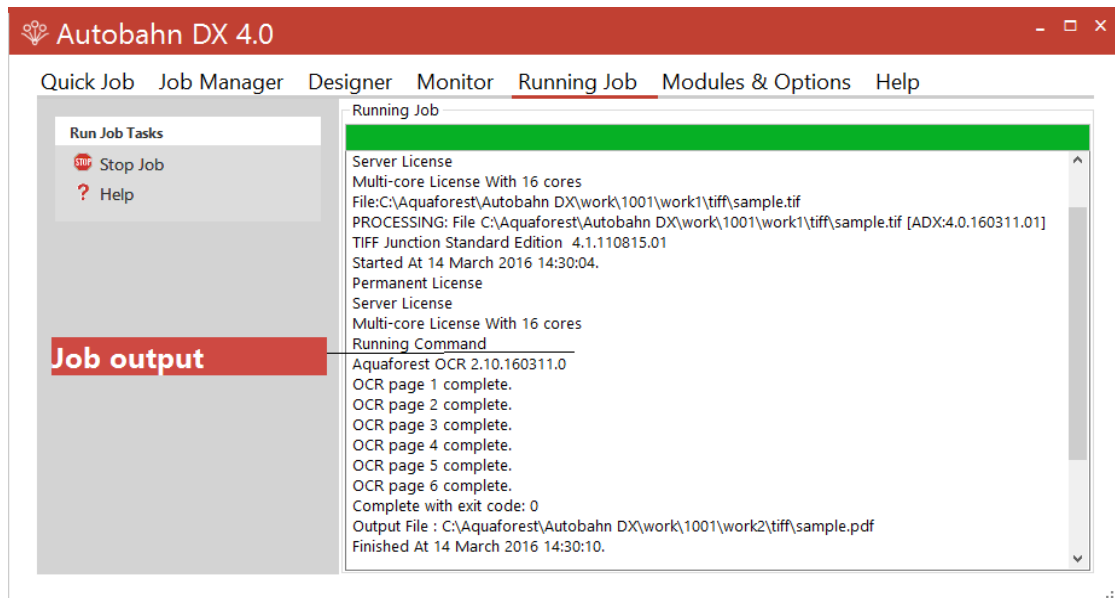 Autobahn DX 4.0
Quick Job Job Manager Designer Monitor Running Job Modules & Options Help
Run Job Tasks
STOP Stop Job
? Help
Job output
Running Job
Server License
Multi-core License With 16 cores
File:C:\Aquaforest\Autobahn DX\work\1001\work1\tiff\sample.tif
PROCESSING: File C:\Aquaforest\Autobahn DX\work\1001\work1\tiff\sample.tif [ADX:4.0.160311.01]
TIFF Junction Standard Edition 4.1.110815.01
Started At 14 March 2016 14:30:04.
Permanent License
Server License
Multi-core License With 16 cores
Running Command
Aquaforest OCR 2.10.160311.0
OCR page 1 complete.
OCR page 2 complete.
OCR page 3 complete.
OCR page 4 complete.
OCR page 5 complete.
OCR page 6 complete.
Complete with exit code: 0
Output File : C:\Aquaforest\Autobahn DX\work\1001\work2\tiff\sample.pdf
Finished At 14 March 2016 14:30:10.